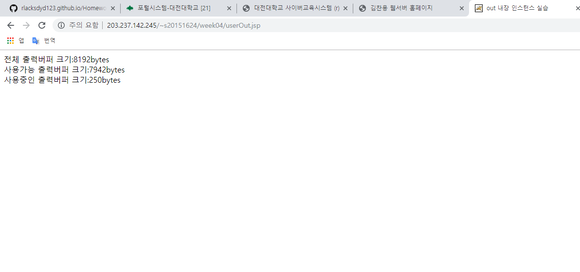 rlacksdyd123.github.io/Homew
포털시스템-대전대학교 [21]
대전대학교 사이버교육시스템 (r)
김찬용 웹서버 홈페이지
out 내장 인스턴스 실습
주의 요함 | 203.237.142.245/~s20151624/week04/userOut.jsp
앱 번역
전체 출력버퍼 크기:8192bytes
사용가능 출력버퍼 크기:7942bytes
사용중인 출력버퍼 크기:250bytes